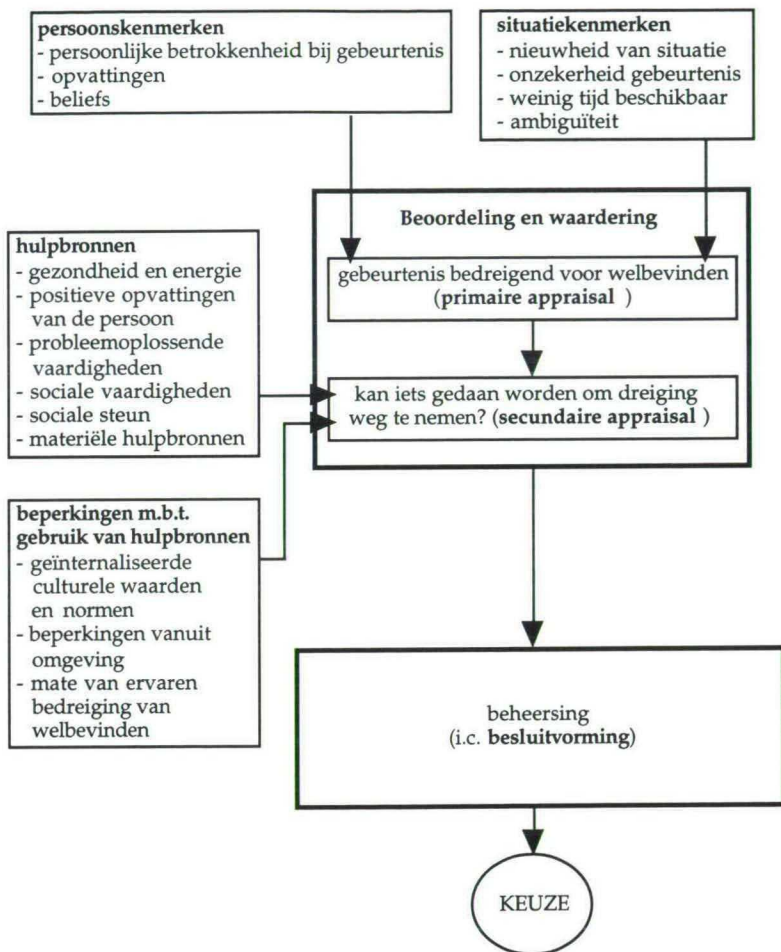 persoonskenmerken
- persoonlijke betrokkenheid bij gebeurtenis
- opvattingen
- beliefs
situatiekenmerken
- nieuwheid van situatie
- onzekerheid gebeurtenis
- weinig tijd beschikbaar
- ambiguïteit
Beoordeling en waardering
gebeurtenis bedreigend voor welbevinden
(primaire appraisal )
hulpbronnen
- gezondheid en energie
- positieve opvattingen
van de persoon
- probleemoplossende
vaardigheden
- sociale vaardigheden
- sociale steun
- materiële hulpbronnen
kan iets gedaan worden om dreiging
weg te nemen? (secundaire appraisal )
beperkingen m.b.t.
gebruik van hulpbronnen
- geïnternaliseerde
culturele waarden
en normen
- beperkingen vanuit
omgeving
- mate van ervaren
bedreiging van
welbevinden
beheersing
(i.c. besluitvorming)
KEUZE